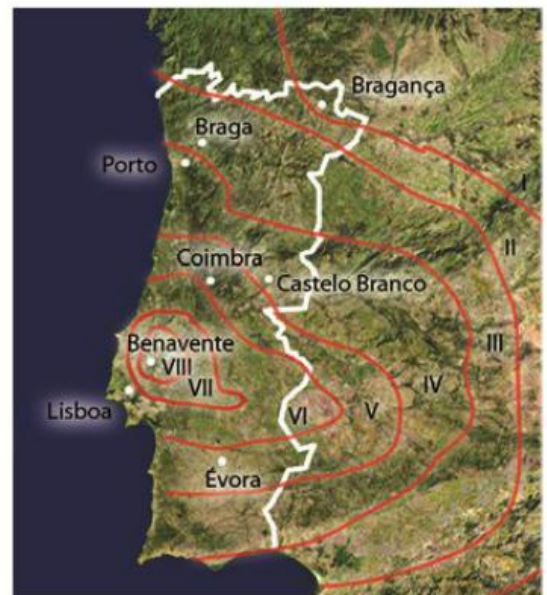 Bragança
Braga
Porto
I
II
Coimbra
Castelo Branco
Benavente
III
VIII
VII
IV
Lisboa
VI
V
Évora